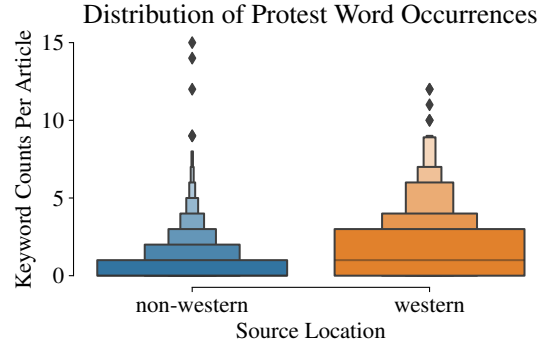 Distribution of Protest Word Occurrences
Keyword Counts Per Article
15
10
5
0
non-western
western
Source Location